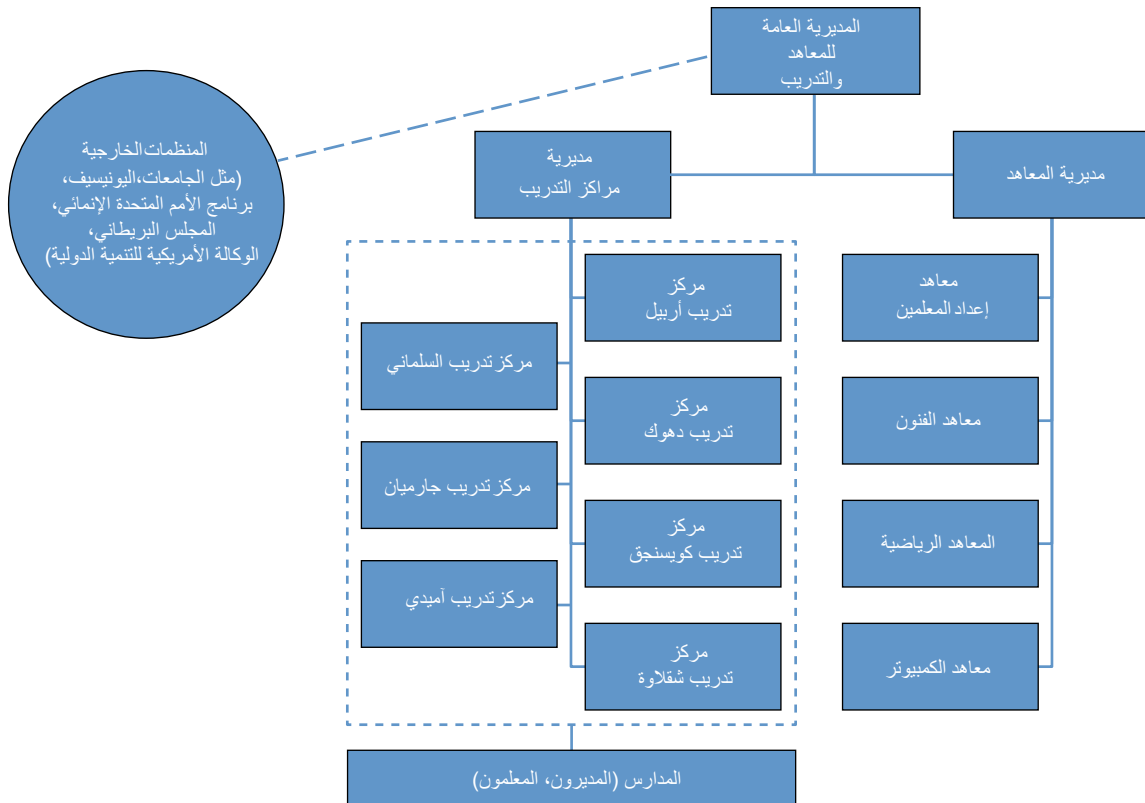 المديرية العامة
للمعاهد
والتدريب
المنظمات الخارجية
(مثل الجامعات،اليونيسيف،
برنامج الأمم المتحدة الإنمائي،
المجلس البريطاني،
الوكالة الأمريكية للتنمية الدولية)
مديرية المعاهد
مديرية
مراكز التدريب
معاهد
إعداد المعلمين
معاهد الفنون
المعاهد الرياضية
معاهد الكمبيوتر
مركز
تدريب أربيل
مركز
تدريب دهوك
مركز
تدريب كويسنجق
مركز
تدريب شقلاوة
مركز تدريب السلماني
مركز تدريب جارميان
مركز تدريب آميدي
المدارس (المديرون، المعلمون)